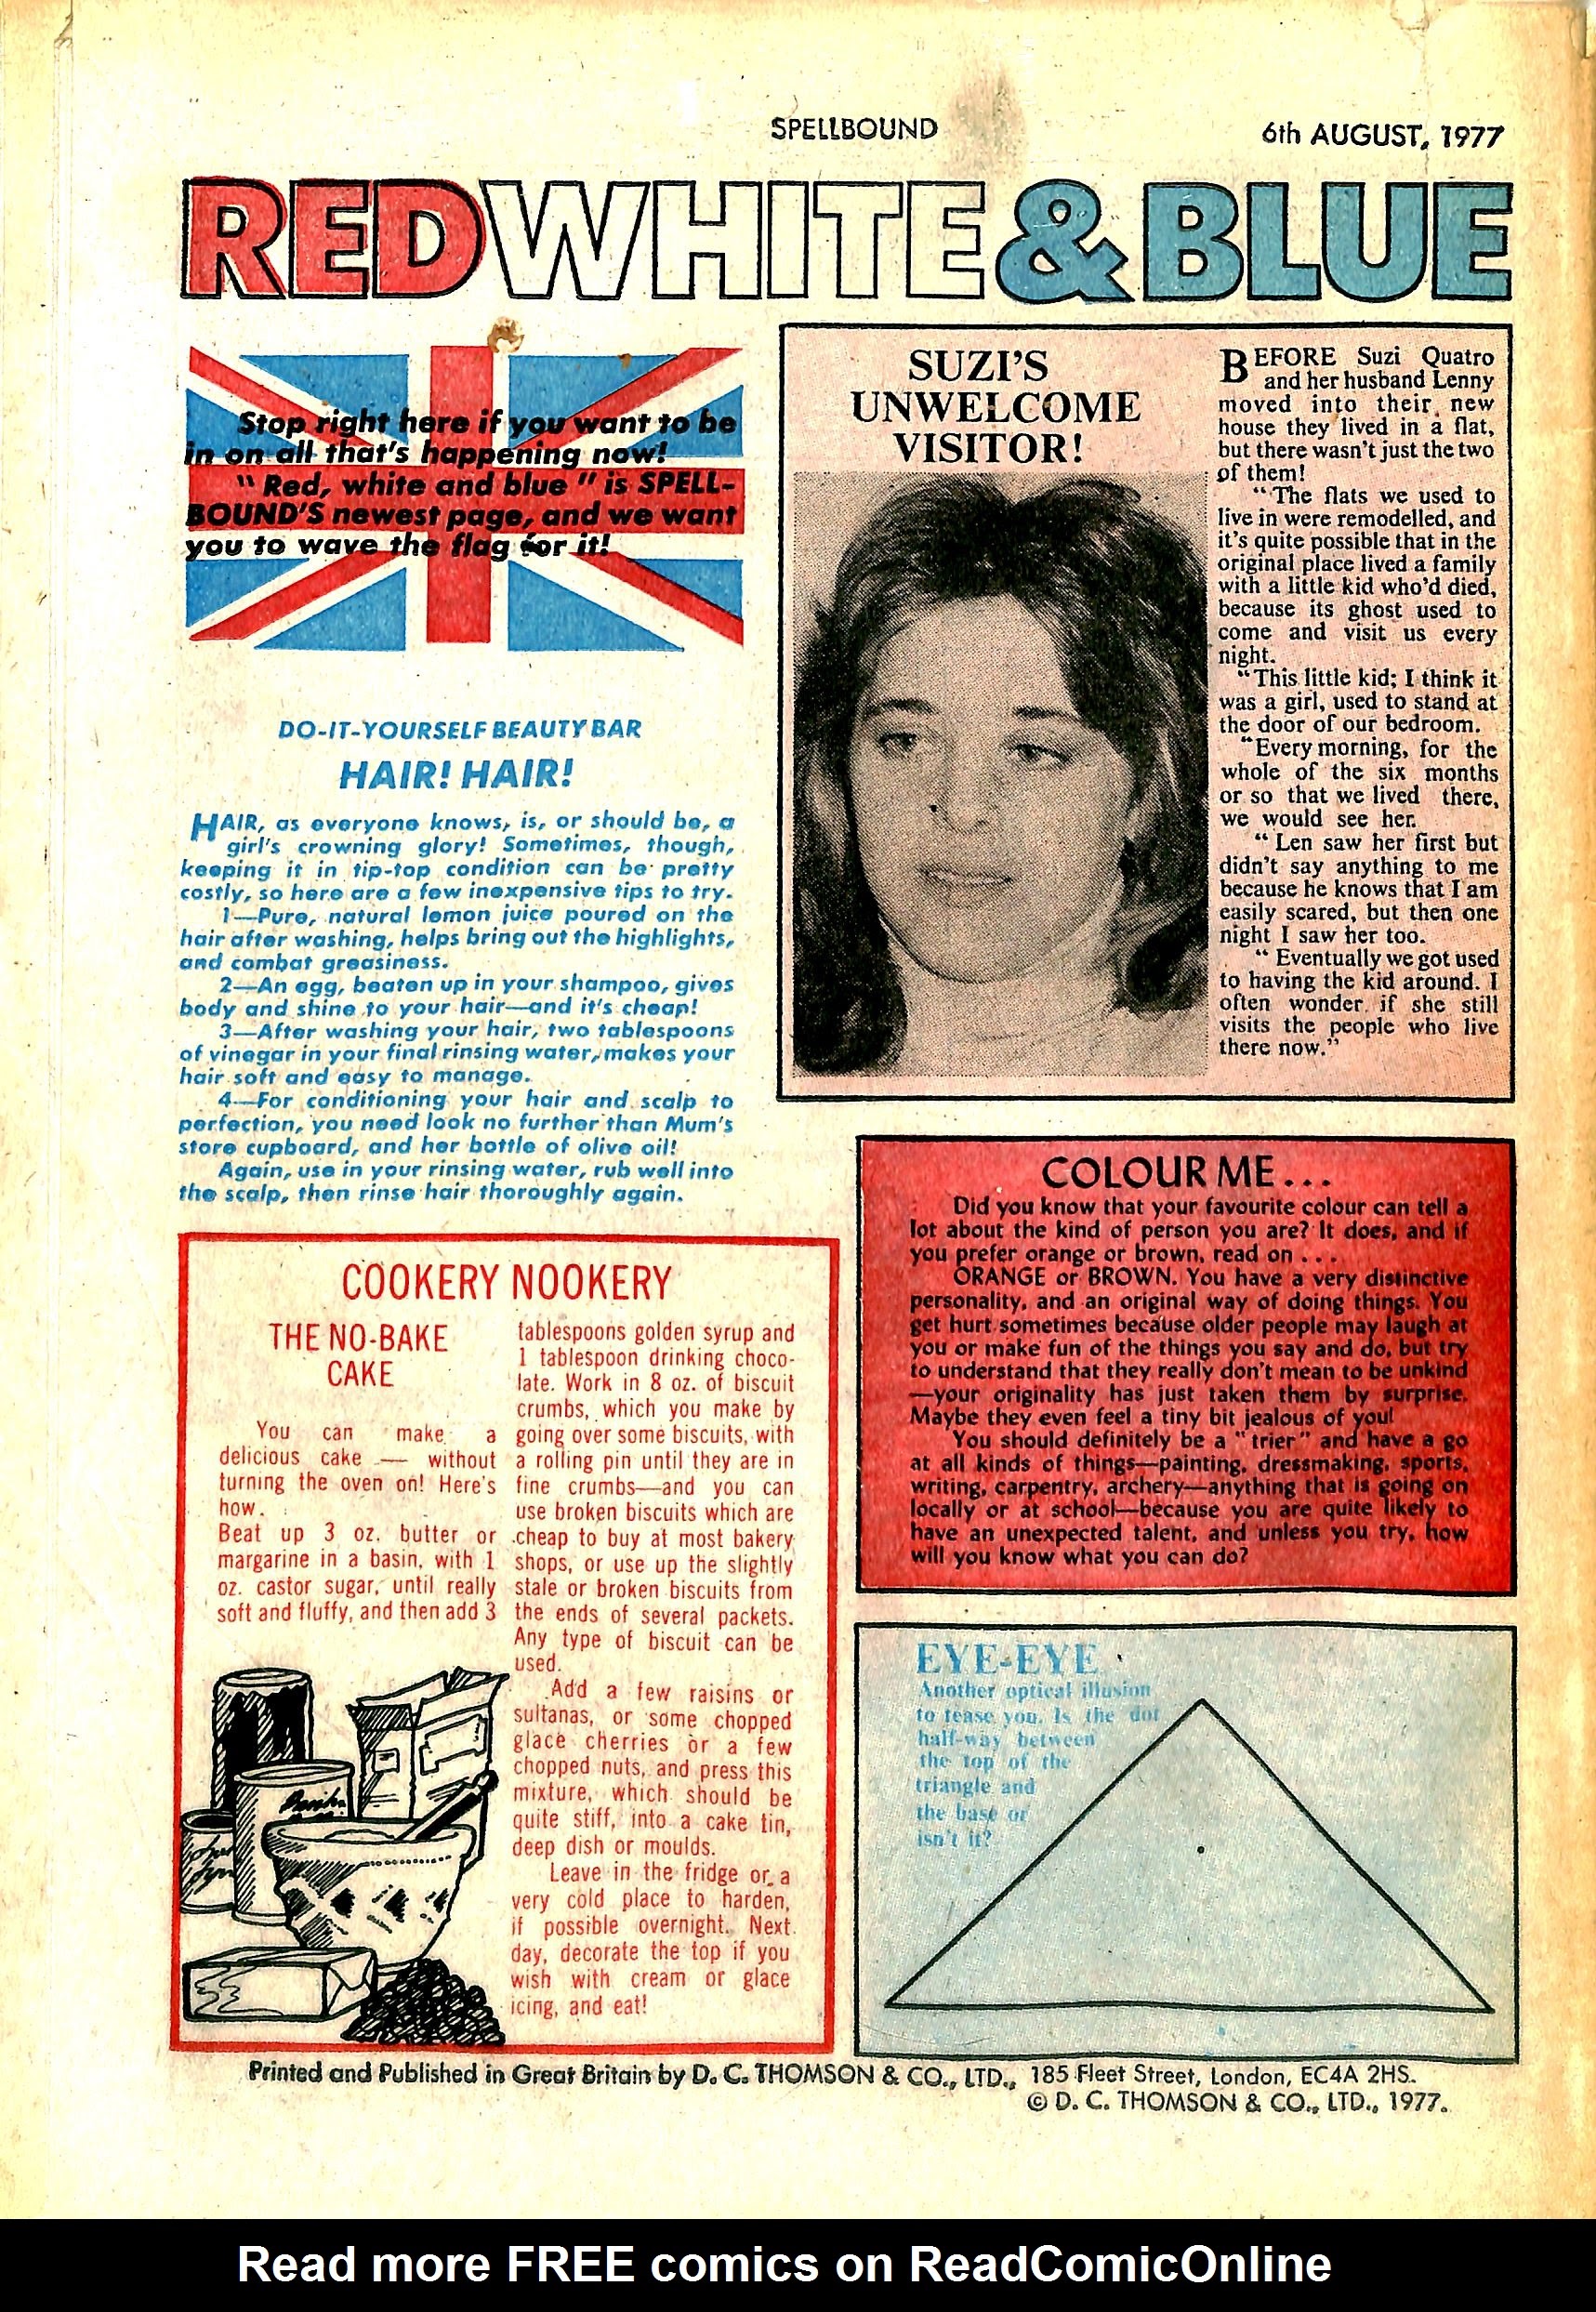 SPELLBOUND
6th AUGUST, 1977
RED WHITE & BLUE
Stop right here if you want to be
in on all that's happening now!
" Red, white and blue " is SPELL-
BOUND'S newest page, and we want
you to wave the flag for it!
DO-IT-YOURSELF BEAUTY BAR
HAIR! HAIR!
HAIR, as everyone knows, is, or should be, a
girl's crowning glory! Sometimes, though,
keeping it in tip-top condition can be pretty
costly, so here are a few inexpensive tips to try.
1—Pure, natural lemon juice poured on the
hair after washing, helps bring out the highlights,
and combat greasiness.
2—An egg, beaten up in your shampoo, gives
body and shine to your hair—and it's cheap!
3—After washing your hair, two tablespoons
of vinegar in your final rinsing water, makes your
hair soft and easy to manage.
4—For conditioning your hair and scalp to
perfection, you need look no further than Mum's
store cupboard, and her bottle of olive oil!
Again, use in your rinsing water, rub well into
the scalp, then rinse hair thoroughly again.
SUZI'S
UNWELCOME
VISITOR!
BEFORE Suzi Quatro
and her husband Lenny
moved into their new
house they lived in a flat,
but there wasn't just the two
of them!
"The flats we used to
live in were remodelled, and
it's quite possible that in the
original place lived a family
with a little kid who'd died,
because its ghost used to
come and visit us every
night.
"This little kid; I think it
was a girl, used to stand at
the door of our bedroom.
"Every morning, for the
whole of the six months
or so that we lived there,
we would see her.
" Len saw her first but
didn't say anything to me
because he knows that I am
easily scared, but then one
night I saw her too.
" Eventually we got used
to having the kid around. I
often wonder if she still
visits the people who live
there now."
COLOUR ME...
Did you know that your favourite colour can tell a
lot about the kind of person you are? It does, and if
you prefer orange or brown, read on . . .
ORANGE or BROWN. You have a very distinctive
personality, and an original way of doing things. You
get hurt sometimes because older people may laugh at
you or make fun of the things you say and do, but try
to understand that they really don't mean to be unkind
—your originality has just taken them by surprise.
Maybe they even feel a tiny bit jealous of you!
You should definitely be a "trier" and have a go
at all kinds of things—painting, dressmaking, sports,
writing, carpentry, archery—anything that is going on
locally or at school—because you are quite likely to
have an unexpected talent, and unless you try, how
will you know what you can do?
COOKERY NOOKERY
THE NO-BAKE
CAKE
You can make a
delicious cake — without
turning the oven on! Here's
how.
Beat up 3 oz. butter or
margarine in a basin, with 1
oz. castor sugar, until really
soft and fluffy, and then add 3
tablespoons golden syrup and
1 tablespoon drinking choco-
late. Work in 8 oz. of biscuit
crumbs, which you make by
going over some biscuits, with
a rolling pin until they are in
fine crumbs—and you can
use broken biscuits which are
cheap to buy at most bakery
shops, or use up the slightly
stale or broken biscuits from
the ends of several packets.
Any type of biscuit can be
used.
Add a few raisins or
sultanas, or some chopped
glace cherries or a few
chopped nuts, and press this
mixture, which should be
quite stiff, into a cake tin,
deep dish or moulds.
Leave in the fridge or a
very cold place to harden,
if possible overnight. Next
day, decorate the top if you
wish with cream or glace
icing, and eat!
EYE-EYE
Another optical illusion
to tease you. Is the dot
half-way between
the top of the
triangle and
the base or
isn't it?
Printed and Published in Great Britain by D. C. THOMSON & CO., LTD., 185 Fleet Street, London, EC4A 2HS.
© D. C. THOMSON & CO., LTD., 1977.
Read more FREE comics on ReadComicOnline